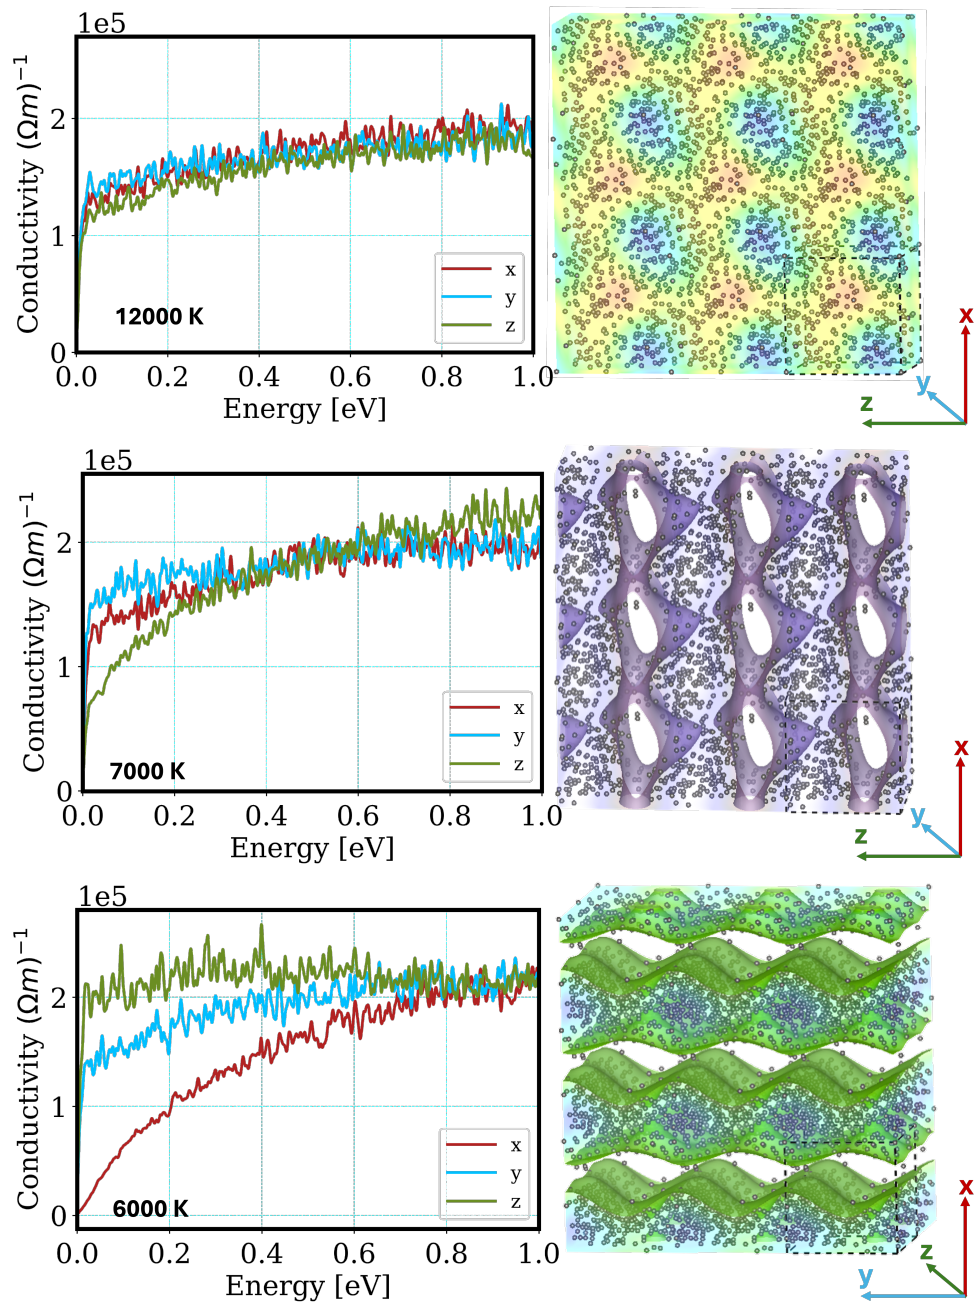 1e5
Conductivity (Ωm)⁻¹
2
1
0
12000 K
x
y
z
0.0 0.2 0.4 0.6 0.8 1.0
Energy [eV]
x
y
z
1e5
Conductivity (Ωm)⁻¹
2
1
0
7000 K
x
y
z
0.0 0.2 0.4 0.6 0.8 1.0
Energy [eV]
x
y
z
1e5
Conductivity (Ωm)⁻¹
2
1
0
6000 K
x
y
z
0.0 0.2 0.4 0.6 0.8 1.0
Energy [eV]
x
z
y